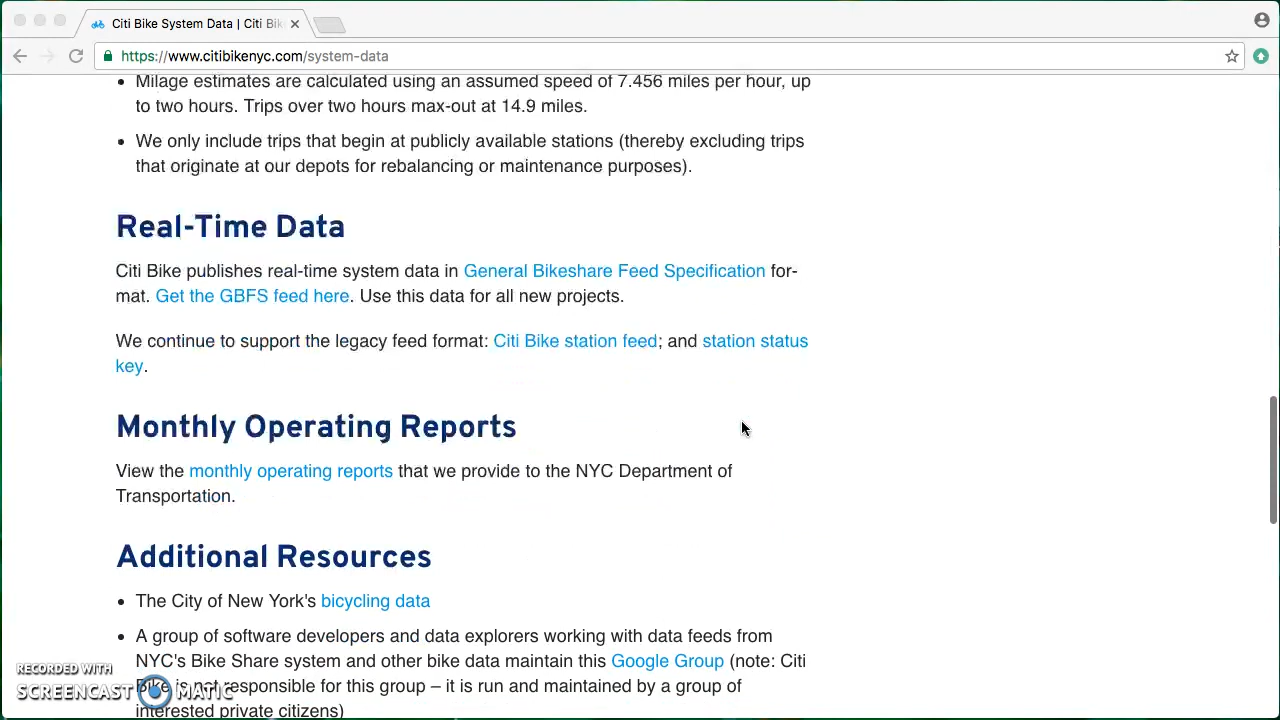 Citi Bike System Data | Citi Bik
https://www.citibikenyc.com/system-data
Milage estimates are calculated using an assumed speed of 7.456 miles per hour, up
to two hours. Trips over two hours max-out at 14.9 miles.
We only include trips that begin at publicly available stations (thereby excluding trips
that originate at our depots for rebalancing or maintenance purposes).
Real-Time Data
Citi Bike publishes real-time system data in General Bikeshare Feed Specification for-
mat. Get the GBFS feed here. Use this data for all new projects.
We continue to support the legacy feed format: Citi Bike station feed; and station status
key.
Monthly Operating Reports
View the monthly operating reports that we provide to the NYC Department of
Transportation.
Additional Resources
The City of New York's bicycling data
A group of software developers and data explorers working with data feeds from
NYC's Bike Share system and other bike data maintain this Google Group (note: Citi
Bike is not responsible for this group – it is run and maintained by a group of
interested private citizens)
RECORDED WITH
SCREENCAST MATIC